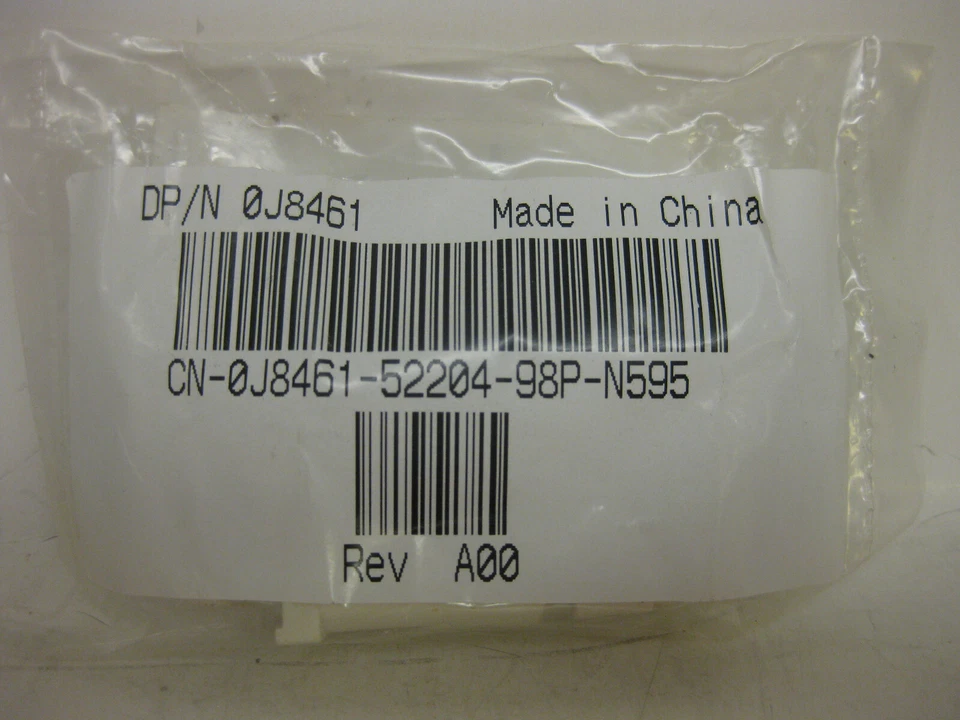 DP/N 0J8461 Made in China
CN-0J8461-52204-98P-N595
Rev A00